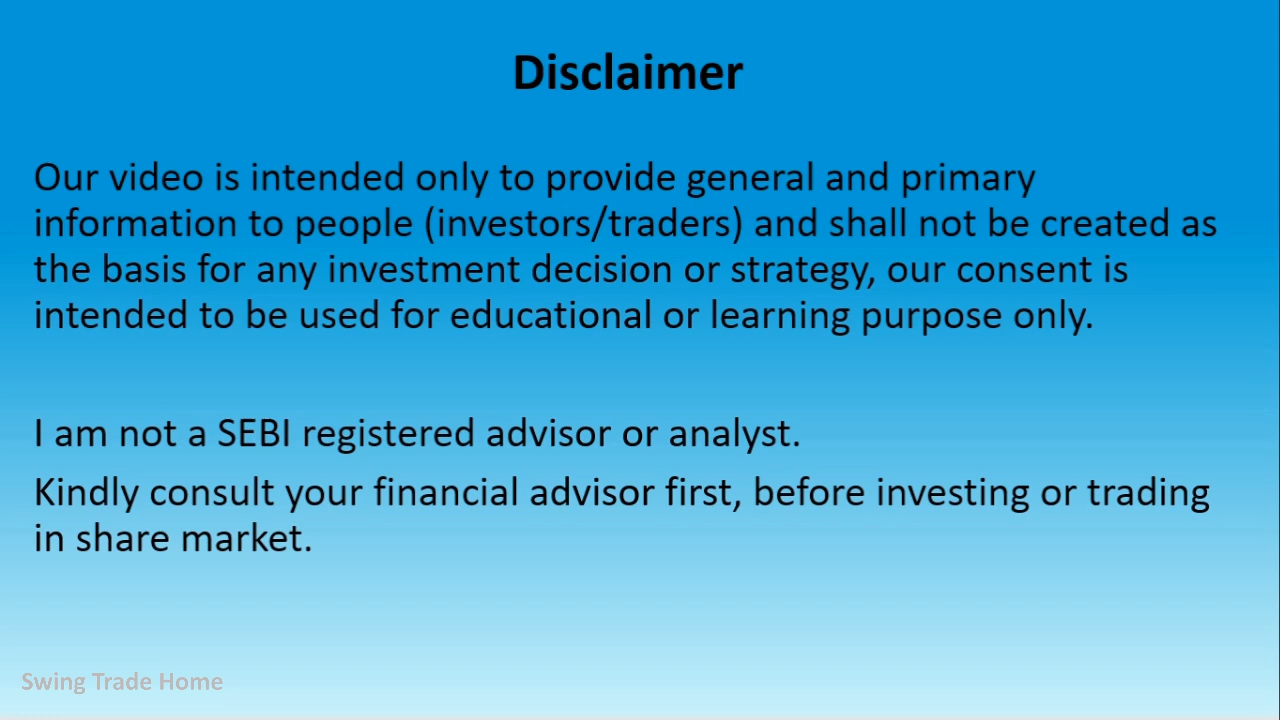 Disclaimer
Our video is intended only to provide general and primary
information to people (investors/traders) and shall not be created as
the basis for any investment decision or strategy, our consent is
intended to be used for educational or learning purpose only.
I am not a SEBI registered advisor or analyst.
Kindly consult your financial advisor first, before investing or trading
in share market.
Swing Trade Home